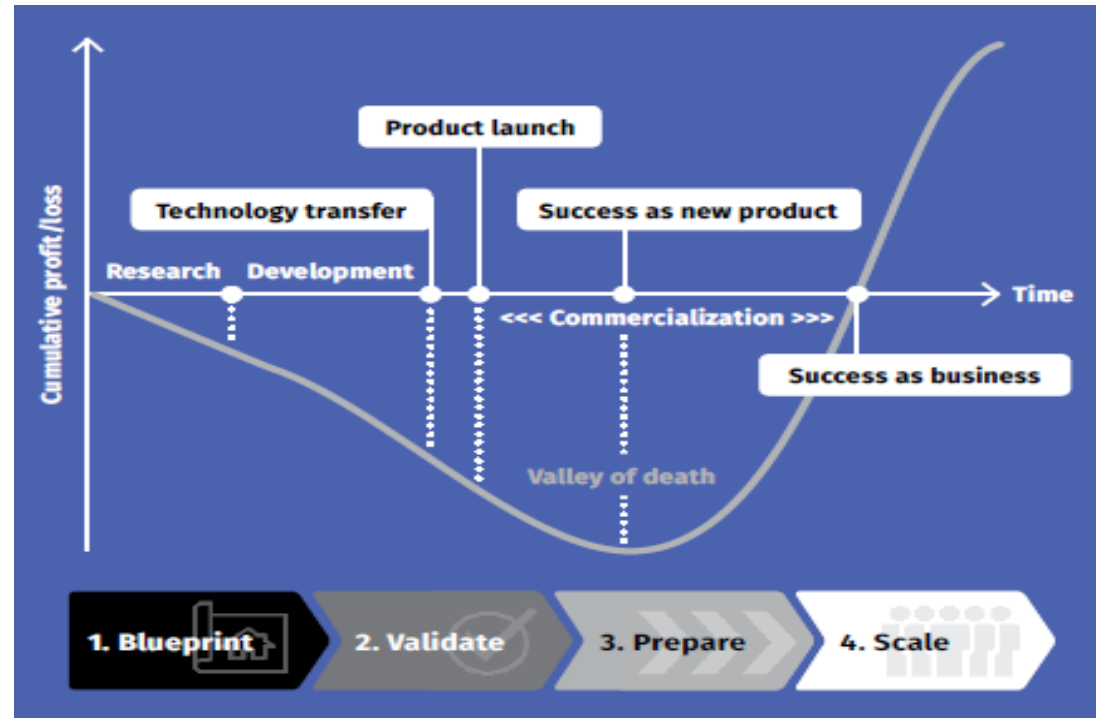 Product launch
Technology transfer
Success as new product
Cumulative profit/loss
Research
Development
Time
<<< Commercialization >>>
Success as business
Valley of death
1. Blueprint
2. Validate
3. Prepare
4. Scale